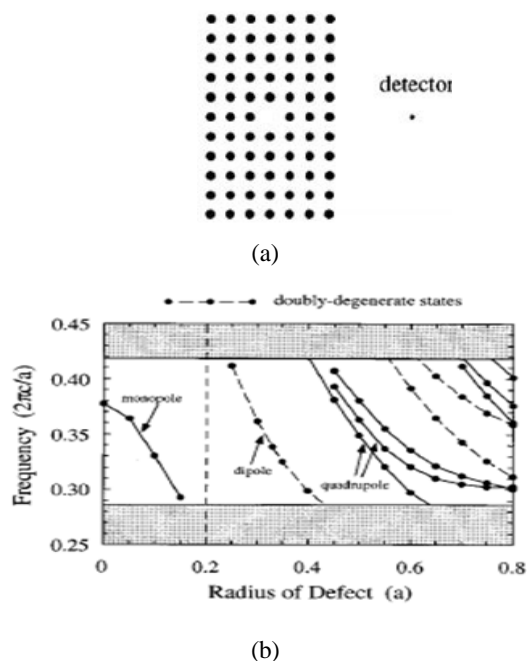 detector
(a)
doubly-degenerate states
0.45
0.40
0.35
0.30
0.25
Frequency (2πc/a)
monopole
dipole
quadrupole
0
0.2
0.4
0.6
0.8
Radius of Defect (a)
(b)